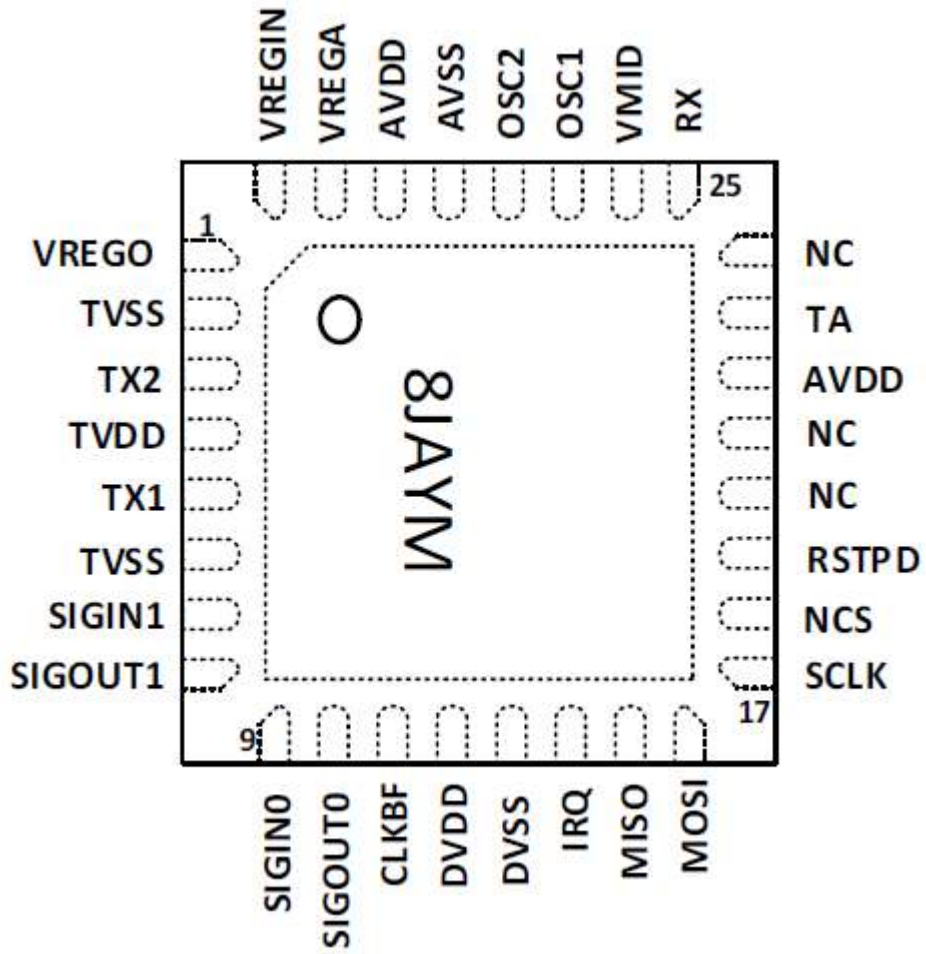 VREGIN
VREGA
AVDD
AVSS
OSC2
OSC1
VMID
RX
1
25
VREGO
TVSS
TX2
TVDD
TX1
TVSS
SIGIN1
SIGOUT1
8JAYM
NC
TA
AVDD
NC
NC
RSTPD
NCS
SCLK
9
17
SIGIN0
SIGOUT0
CLKBF
DVDD
DVSS
IRQ
MISO
MOSI